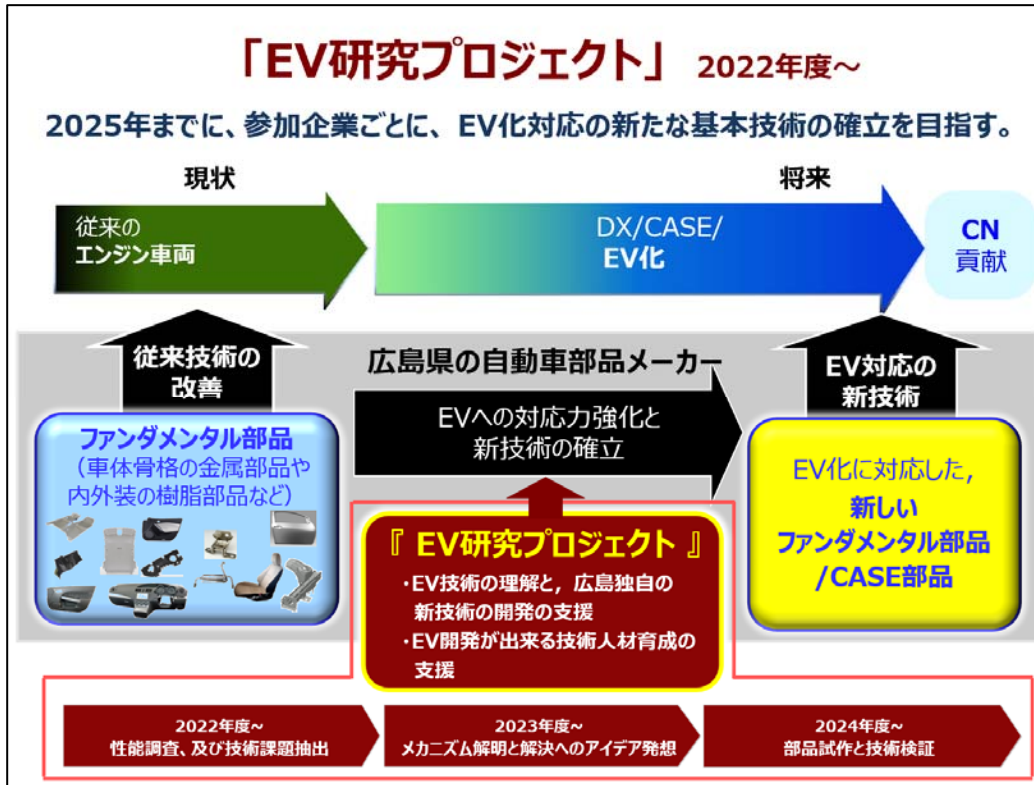 「EV研究プロジェクト」 2022年度～
2025年までに、参加企業ごとに、EV化対応の新たな基本技術の確立を目指す。
現状
将来
従来の
エンジン車両
DX/CASE/
EV化
CN
貢献
従来技術の
改善
広島県の自動車部品メーカー
EVへの対応力強化と
新技術の確立
EV対応の
新技術
ファンダメンタル部品
（車体骨格の金属部品や
内外装の樹脂部品など）
EV化に対応した，
新しい
ファンダメンタル部品
/CASE部品
『 EV研究プロジェクト 』
・EV技術の理解と，広島独自の
新技術の開発の支援
・EV開発が出来る技術人材育成の
支援
2022年度～
性能調査、及び技術課題抽出
2023年度～
メカニズム解明と解決へのアイデア発想
2024年度～
部品試作と技術検証